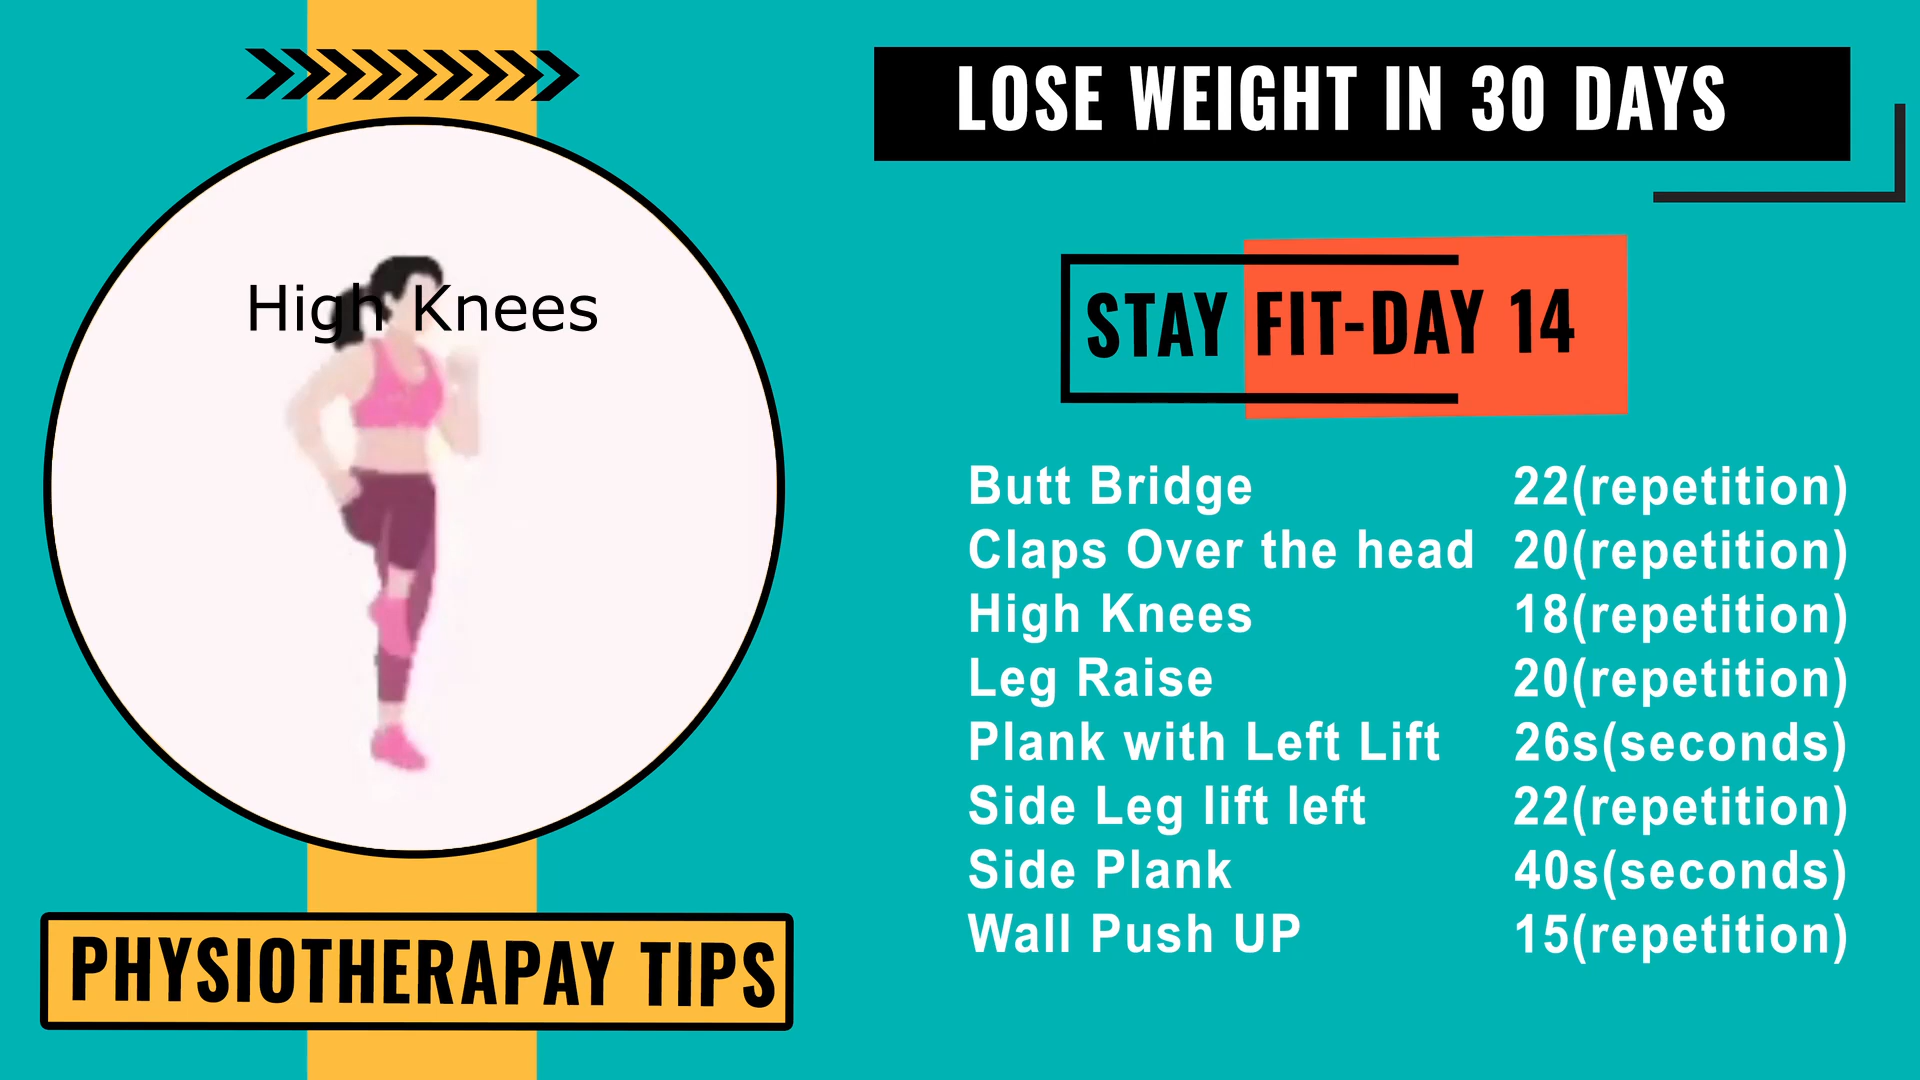 LOSE WEIGHT IN 30 DAYS
High Knees
STAY FIT-DAY 14
Butt Bridge 22(repetition)
Claps Over the head 20(repetition)
High Knees 18(repetition)
Leg Raise 20(repetition)
Plank with Left Lift 26s(seconds)
Side Leg lift left 22(repetition)
Side Plank 40s(seconds)
Wall Push UP 15(repetition)
PHYSIOTHERAPAY TIPS